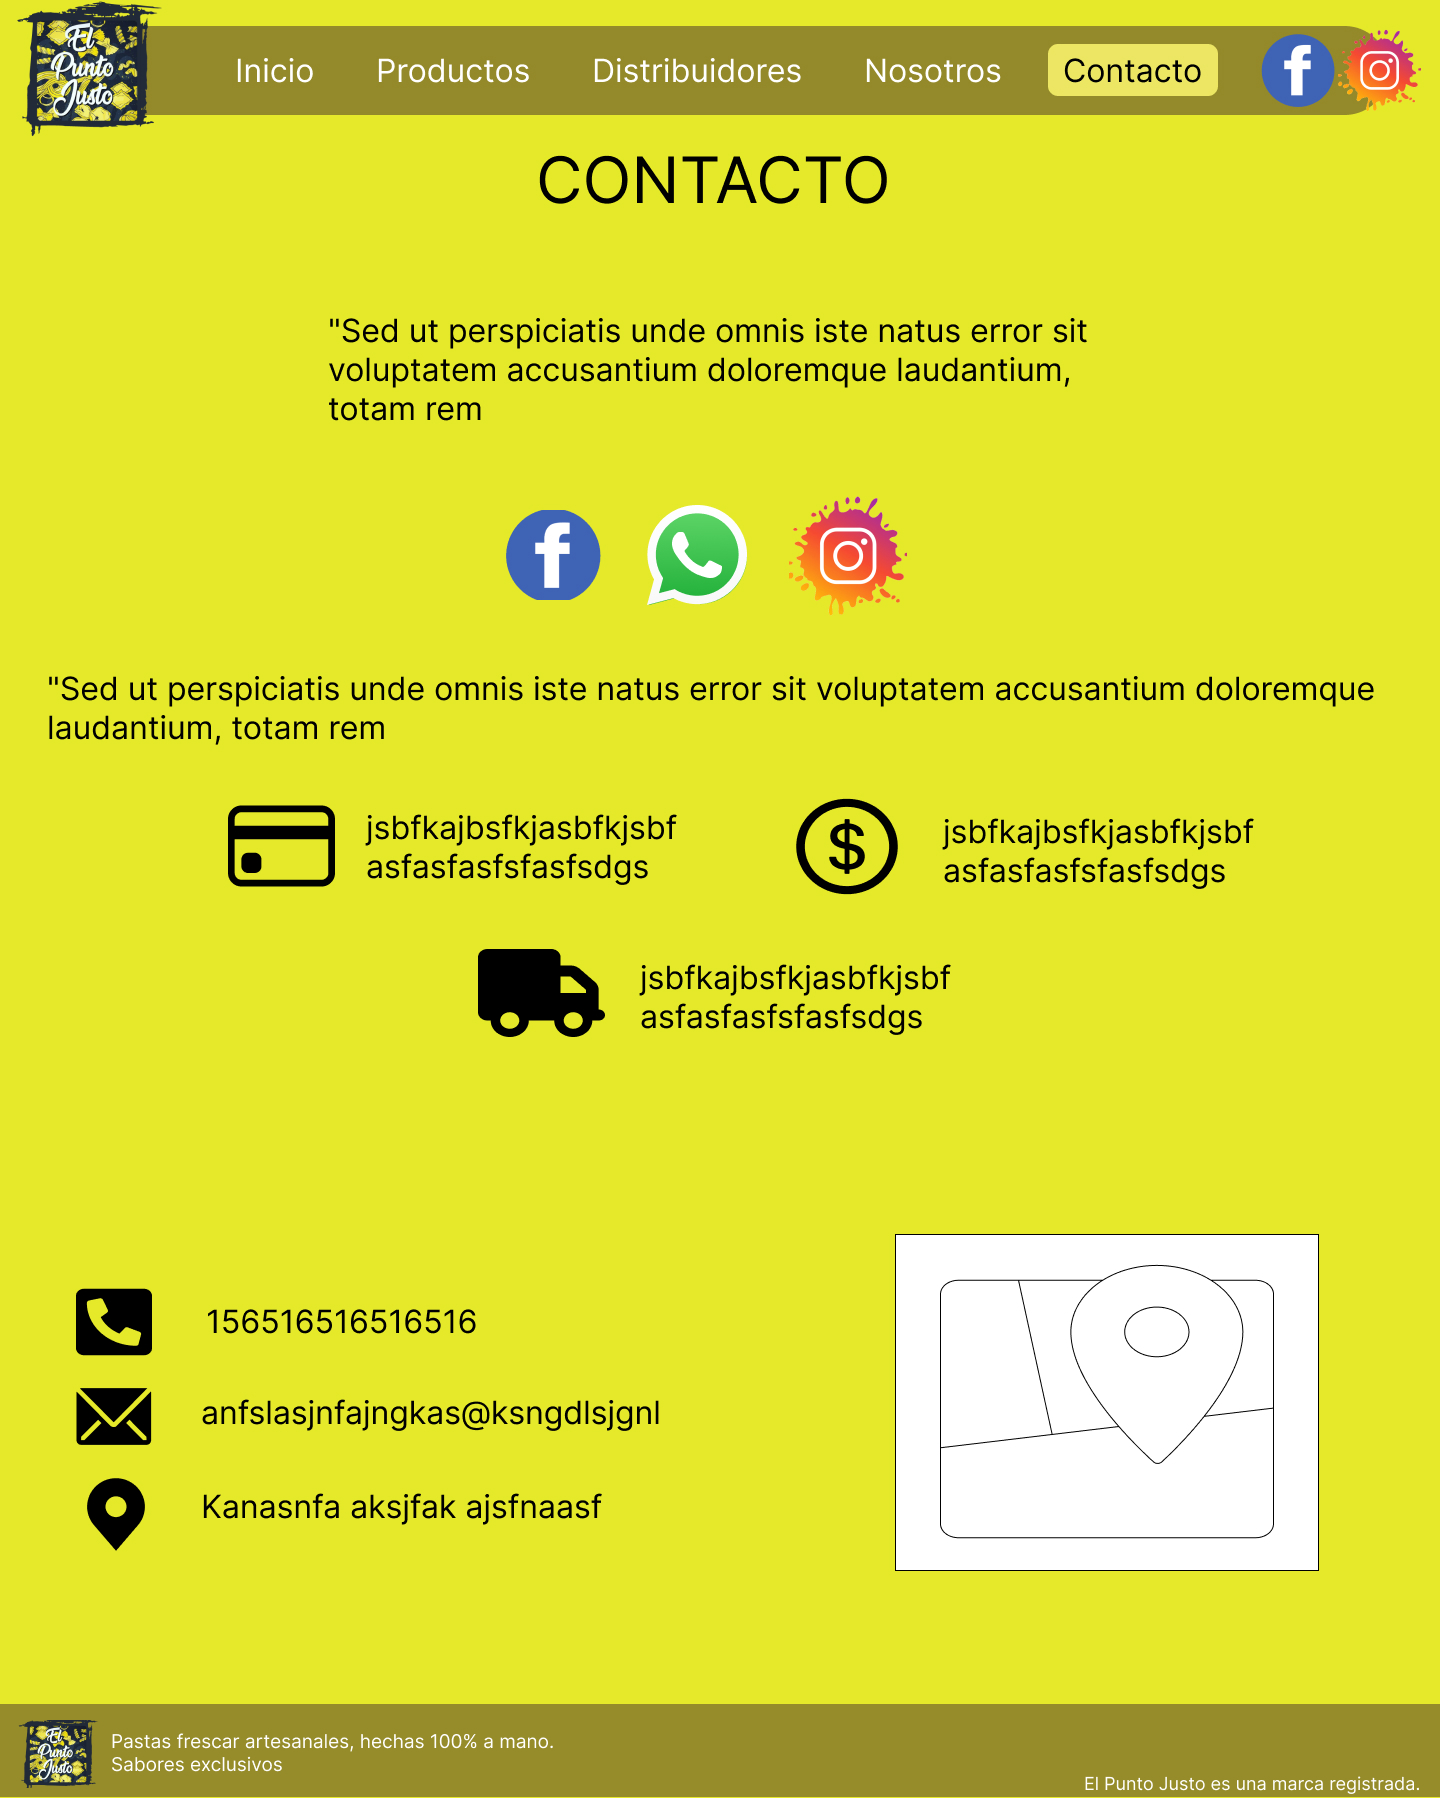 El
Punto
Justo
Inicio Productos Distribuidores Nosotros Contacto
CONTACTO
"Sed ut perspiciatis unde omnis iste natus error sit
voluptatem accusantium doloremque laudantium,
totam rem
"Sed ut perspiciatis unde omnis iste natus error sit voluptatem accusantium doloremque
laudantium, totam rem
jsbfkajbsfkjasbfkjsbf
asfasfasfsfasfsdgs
jsbfkajbsfkjasbfkjsbf
asfasfasfsfasfsdgs
jsbfkajbsfkjasbfkjsbf
asfasfasfsfasfsdgs
156516516516516
anfslasjnfajngkas@ksngdlsjgnl
Kanasnfa aksjfak ajsfnaasf
El
Punto
Justo
Pastas frescar artesanales, hechas 100% a mano.
Sabores exclusivos
El Punto Justo es una marca registrada.